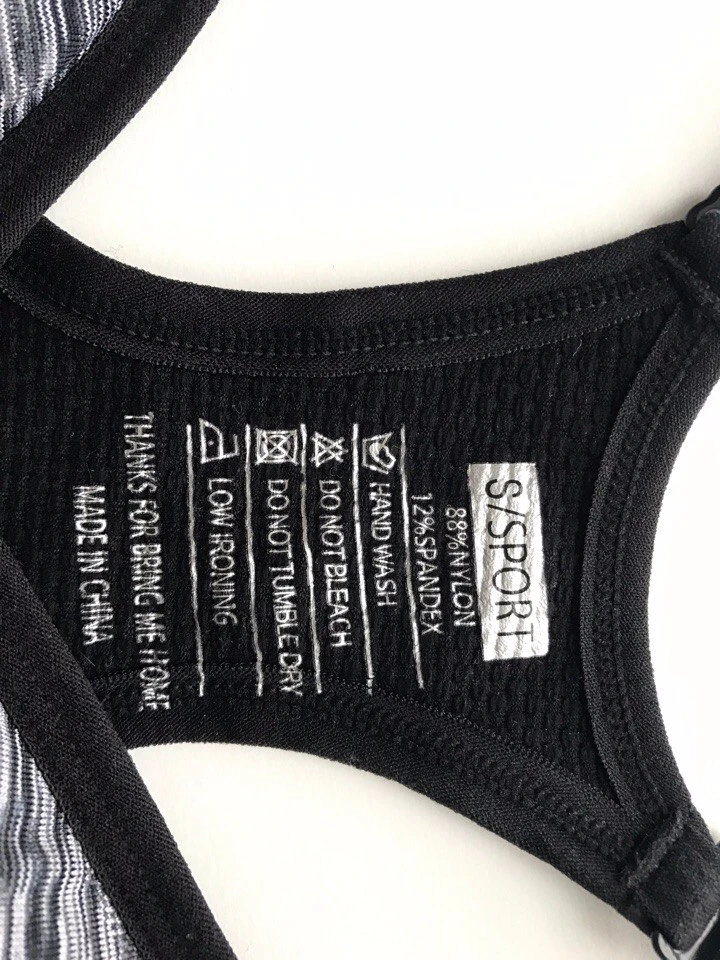 S/SPORT
88%NYLON
12%SPANDEX
HAND WASH
DO NOT BLEACH
DO NOT TUMBLE DRY
LOW IRONING
THANKS FOR BRING ME HOME
MADE IN CHINA